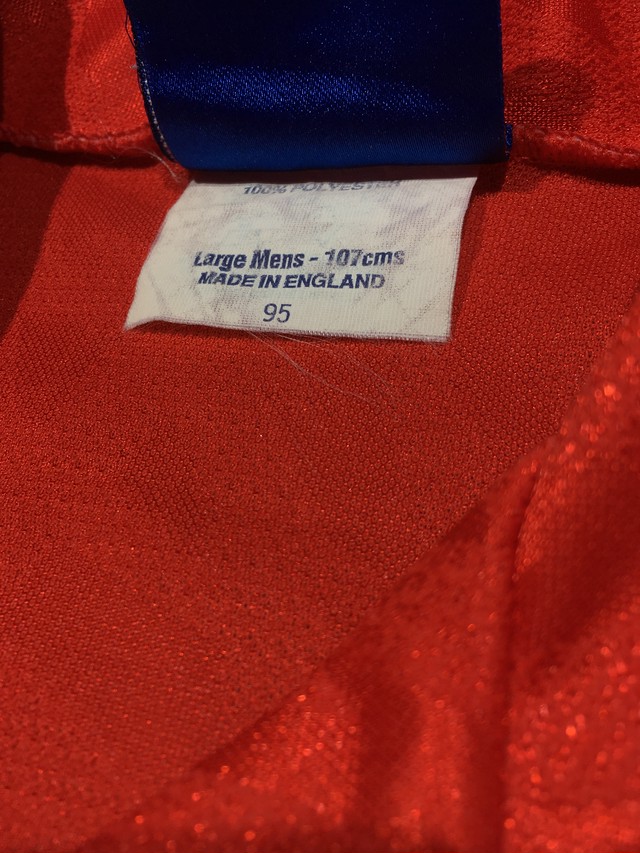 100% POLYESTER
Large Mens - 107cms
MADE IN ENGLAND
95